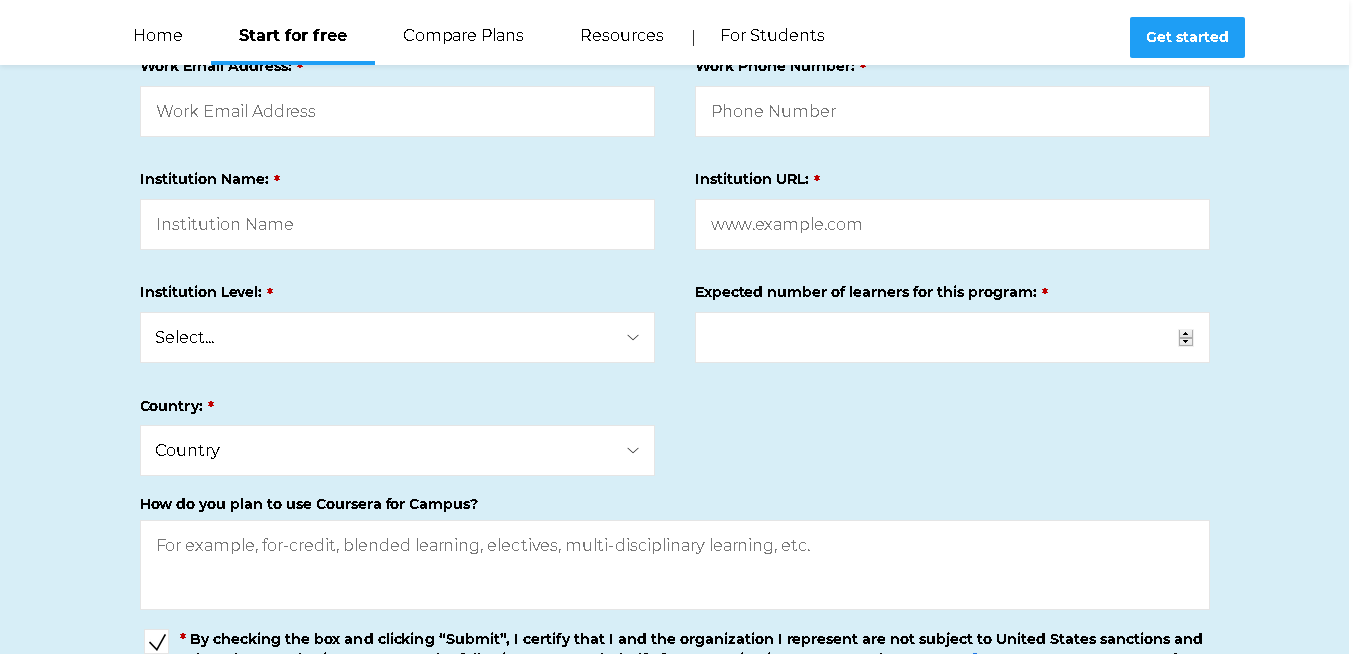 Home Start for free Compare Plans Resources | For Students Get started
Work Email Address: * Work Phone Number: *
Work Email Address Phone Number
Institution Name: * Institution URL: *
Institution Name www.example.com
Institution Level: * Expected number of learners for this program: *
Select...
Country: *
Country
How do you plan to use Coursera for Campus?
For example, for-credit, blended learning, electives, multi-disciplinary learning, etc.
* By checking the box and clicking “Submit”, I certify that I and the organization I represent are not subject to United States sanctions and